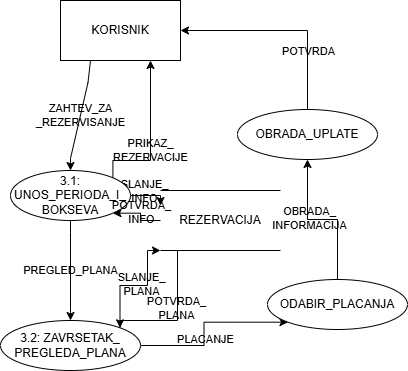 KORISNIK
POTVRDA
ZAHTEV_ZA
_REZERVISANJE
OBRADA_UPLATE
PRIKAZ_
REZERVACIJE
3.1:
UNOS_PERIODA_I_
BOKSEVA
SLANJE_
INFO
POTVRDA_
INFO
REZERVACIJA
OBRADA_
INFORMACIJA
PREGLED_PLANA
SLANJE_
PLANA
POTVRDA_
PLANA
ODABIR_PLACANJA
3.2: ZAVRSETAK_
PREGLEDA_PLANA
PLACANJE